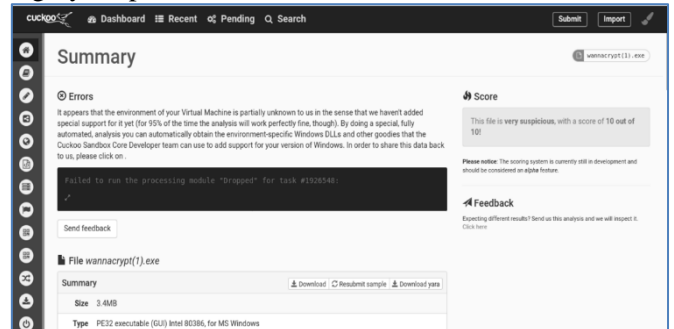 cuckoo Dashboard Recent Pending Search Submit Import
Summary
wannacrypt(1).exe
Errors
It appears that the environment of your Virtual Machine is partially unknown to us in the sense that we haven't added
special support for it yet (for 95% of the time the analysis will work perfectly fine, though). By doing a special, fully
automated, analysis you can automatically obtain the environment-specific Windows DLLs and other goodies that the
Cuckoo Sandbox Core Developer team can use to add support for your version of Windows. In order to share this data back
to us, please click on .
Failed to run the processing module "Dropped" for task #1926548:
Send feedback
Score
This file is very suspicious, with a score of 10 out of
10!
Please notice: The scoring system is currently still in development and
should be considered an alpha feature.
Feedback
Expecting different results? Send us this analysis and we will inspect it.
Click here
File wannacrypt(1).exe
Summary Download Resubmit sample Download yara
Size 3.4MB
Type PE32 executable (GUI) Intel 80386, for MS Windows